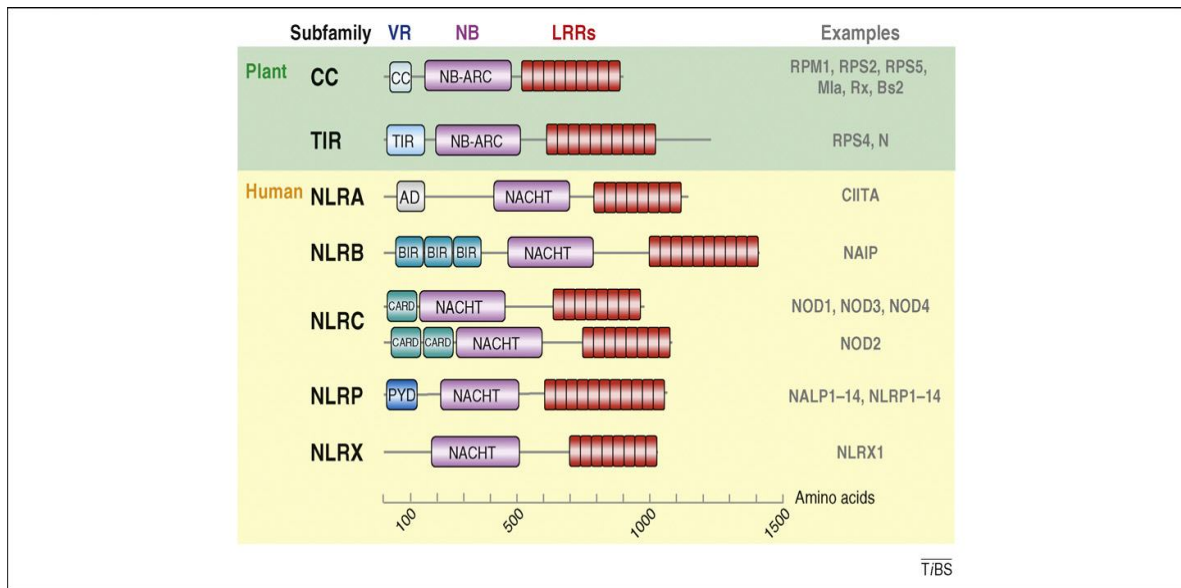 Subfamily VR NB LRRs Examples
Plant CC CC NB-ARC RPM1, RPS2, RPS5,
Mla, Rx, Bs2
TIR TIR NB-ARC RPS4, N
Human NLRA AD NACHT CIITA
NLRB BIR BIR BIR NACHT NAIP
NLRC CARD NACHT NOD1, NOD3, NOD4
CARD CARD NACHT NOD2
NLRP PYD NACHT NALP1–14, NLRP1–14
NLRX NACHT NLRX1
Amino acids
100 500 1000 1500
TiBS